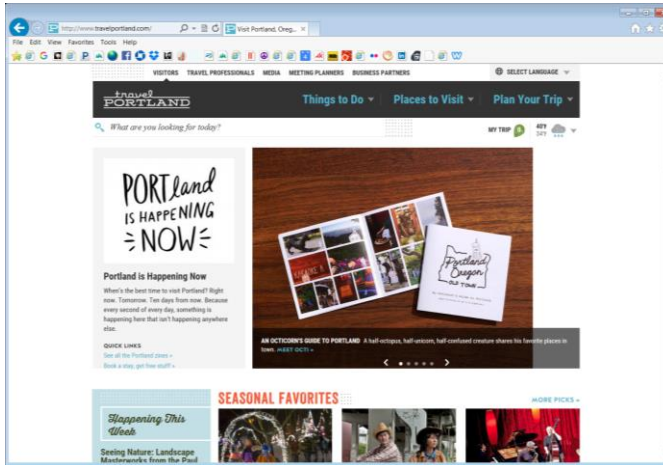 http://www.travelportland.com/
Visit Portland, Oreg...
File Edit View Favorites Tools Help
VISITORS TRAVEL PROFESSIONALS MEDIA MEETING PLANNERS BUSINESS PARTNERS
SELECT LANGUAGE
travel
PORTLAND
Things to Do
Places to Visit
Plan Your Trip
What are you looking for today?
MY TRIP
PORTland
IS HAPPENING
NOW
Portland is Happening Now
When's the best time to visit Portland? Right
now. Tomorrow. Ten days from now. Because
every second of every day, something is
happening here that isn't happening anywhere
else.
QUICK LINKS
See all the Portland zines »
Book a stay, get free stuff »
Portland
Oregon
OLD TOWN
AN OCTICORN'S GUIDE TO PORTLAND A half-octopus, half-unicorn, half-confused creature shares his favorite places in
town. MEET OCTI »
SEASONAL FAVORITES
MORE PICKS »
Happening This
Week
Seeing Nature: Landscape
Masterworks from the Paul